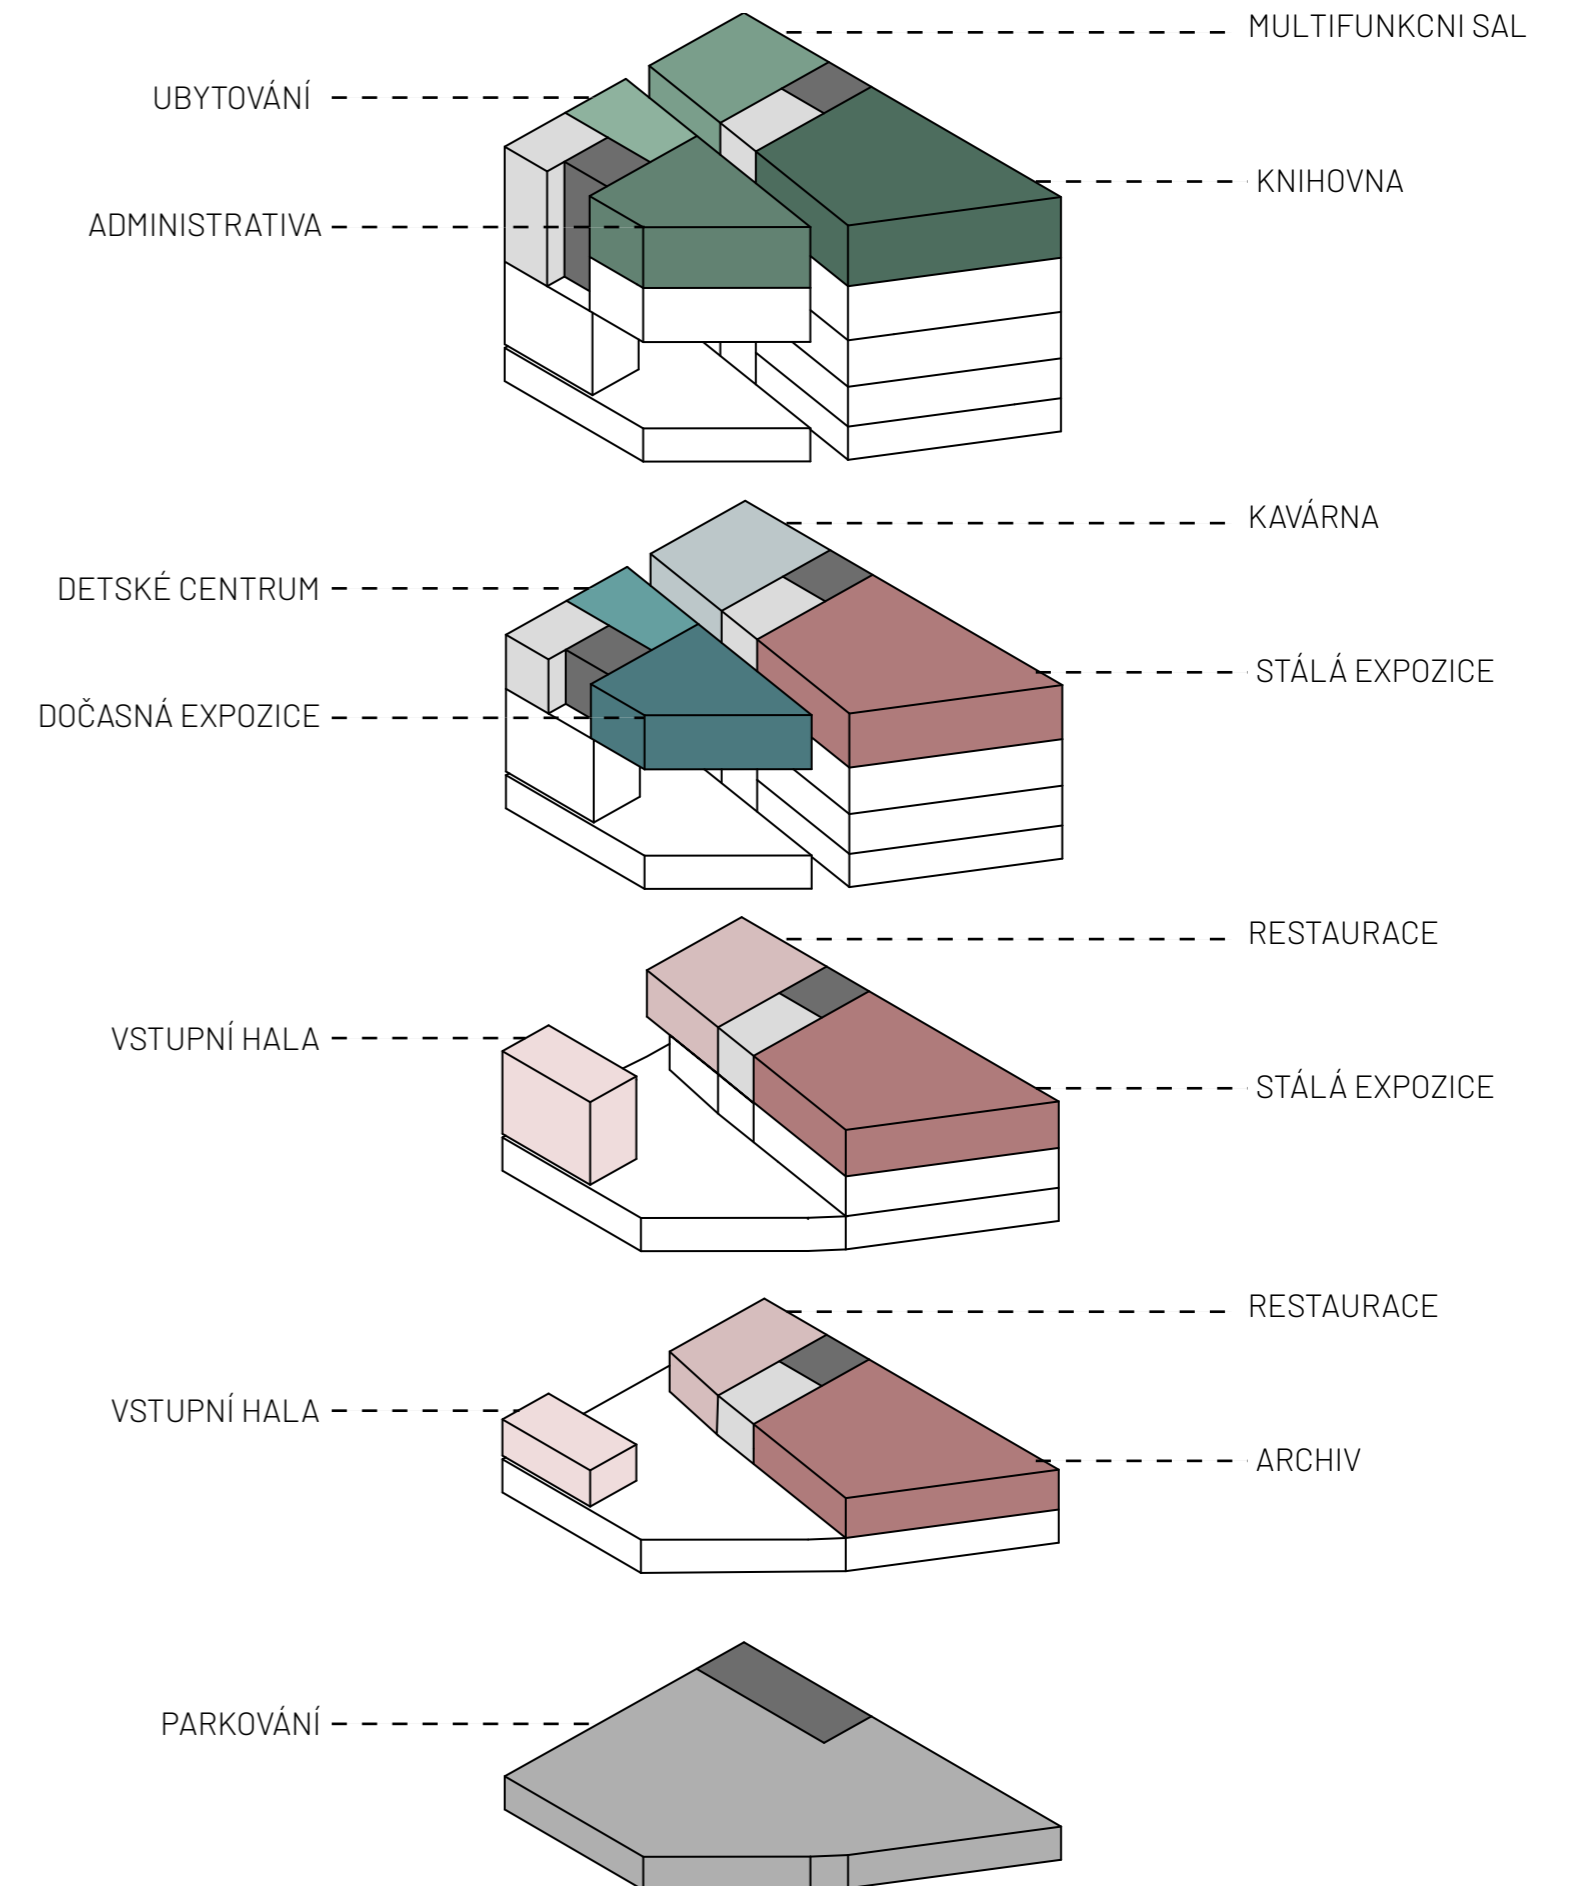 MULTIFUNKCNI SAL
UBYTOVÁNÍ
KNIHOVNA
ADMINISTRATIVA
KAVÁRNA
DETSKÉ CENTRUM
STÁLÁ EXPOZICE
DOČASNÁ EXPOZICE
RESTAURACE
VSTUPNÍ HALA
STÁLÁ EXPOZICE
RESTAURACE
VSTUPNÍ HALA
ARCHIV
PARKOVÁNÍ